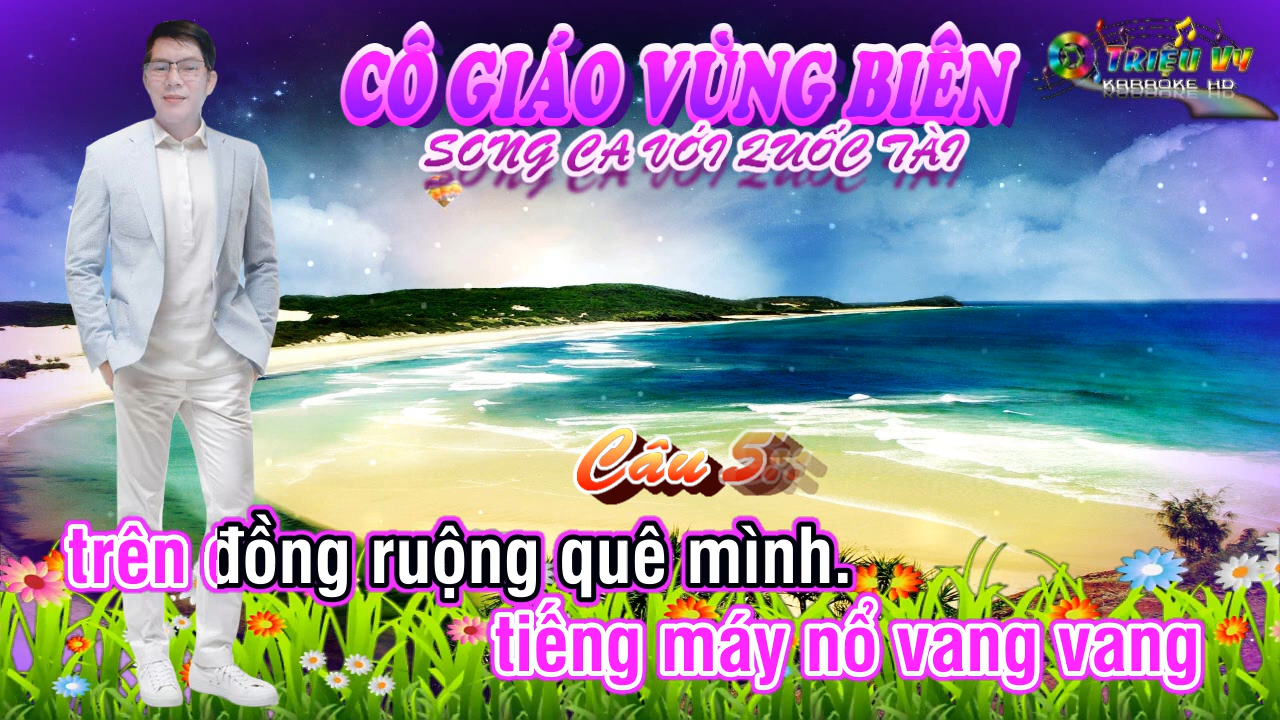 CÔ GIÁO VÙNG BIÊN
SONG CA VỚI QUỐC TÀI
TRIỆU VY
KARAOKE HD
Câu 5..
trên đồng ruộng quê mình.
tiếng máy nổ vang vang